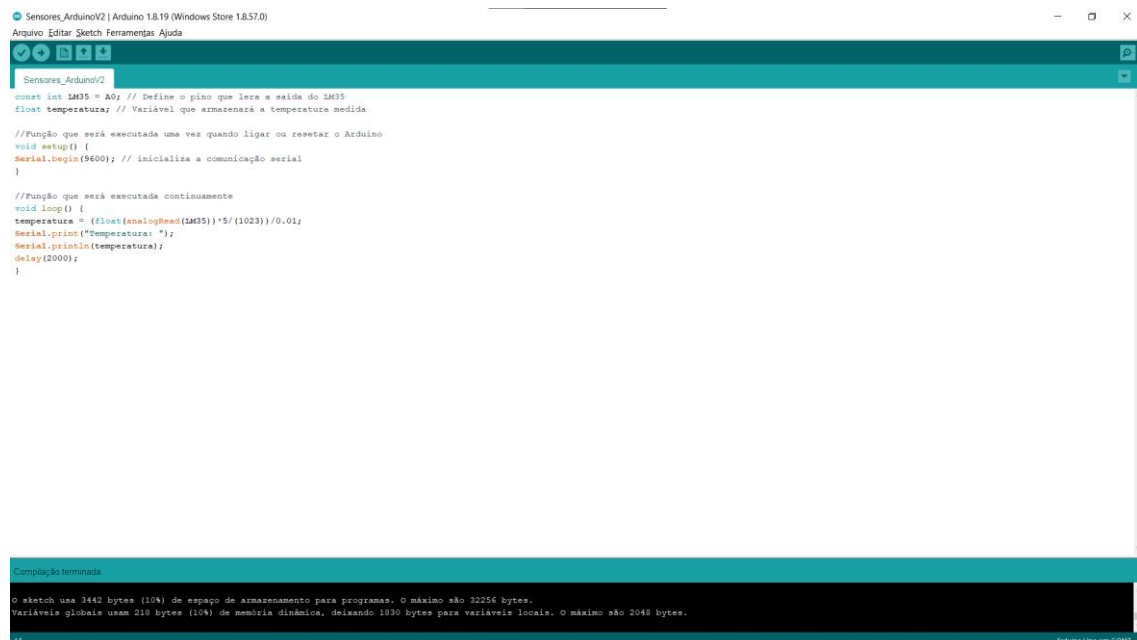 Sensores_ArduinoV2 | Arduino 1.8.19 (Windows Store 1.8.57.0)
Arquivo Editar Sketch Ferramentas Ajuda
Sensores_ArduinoV2
const int LM35 = A0; // Define o pino que lera a saída do LM35
float temperatura; // Variável que armazenará a temperatura medida
//Função que será executada uma vez quando ligar ou resetar o Arduino
void setup() {
Serial.begin(9600); // inicializa a comunicação serial
}
//Função que será executada continuamente
void loop() {
temperatura = (float(analogRead(LM35))*5/(1023))/0.01;
Serial.print("Temperatura: ");
Serial.println(temperatura);
delay(2000);
}
Compilação terminada.
O sketch usa 3442 bytes (10%) de espaço de armazenamento para programas. O máximo são 32256 bytes.
Variáveis globais usam 218 bytes (10%) de memória dinâmica, deixando 1830 bytes para variáveis locais. O máximo são 2048 bytes.